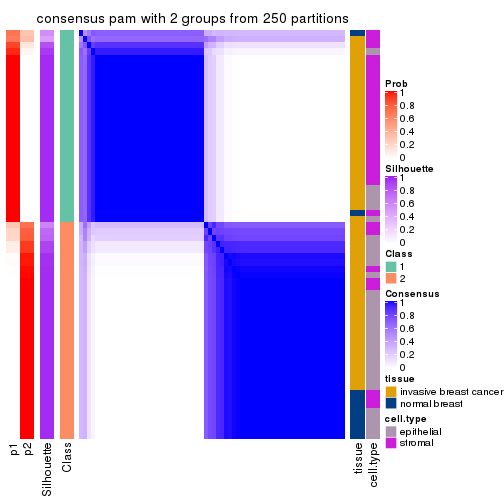 consensus pam with 2 groups from 250 partitions
Prob
1
0.8
0.6
0.4
0.2
0
Silhouette
1
0.8
0.6
0.4
0.2
0
Class
1
2
Consensus
1
0.8
0.6
0.4
0.2
0
tissue
invasive breast cancer
normal breast
cell.type
epithelial
stromal
p1
p2
Silhouette
Class
tissue
cell.type